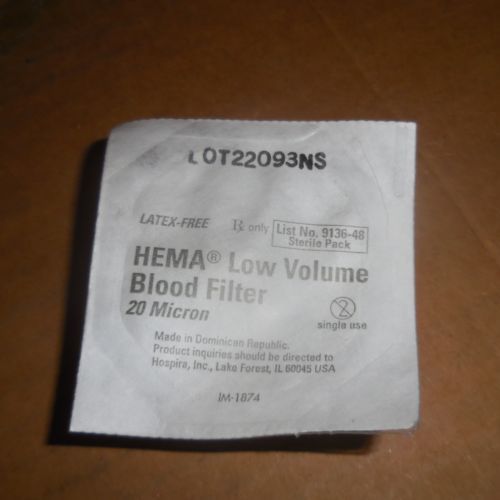 LOT22093NS
LATEX-FREE
℞ only
List No. 9136-48
Sterile Pack
HEMA® Low Volume
Blood Filter
20 Micron
2
single use
Made in Dominican Republic.
Product inquiries should be directed to
Hospira, Inc., Lake Forest, IL 60045 USA
IM-1874